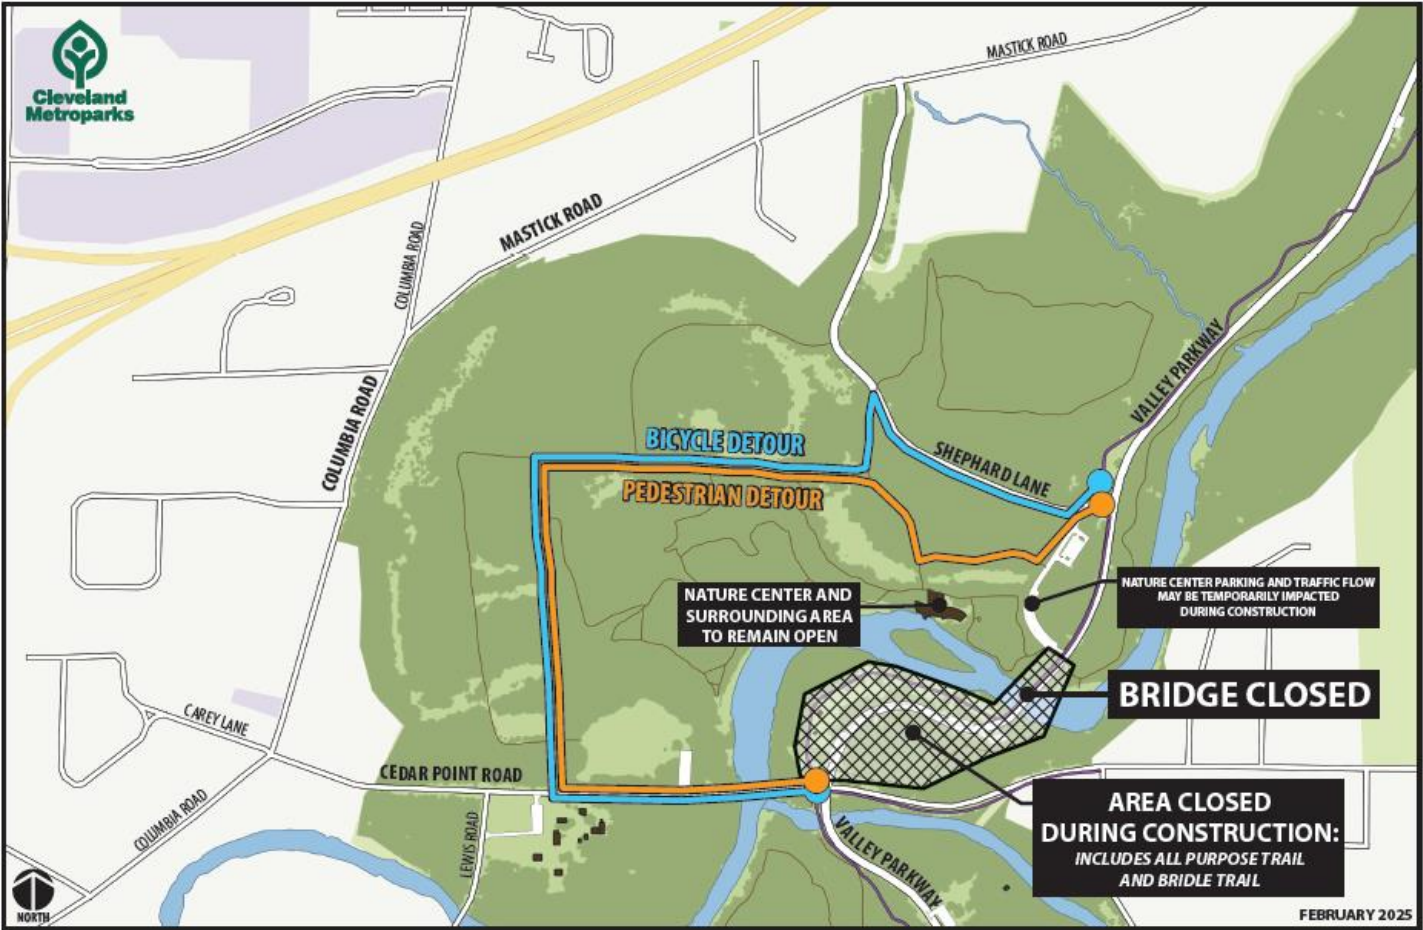 Cleveland
Metroparks
MASTICK ROAD
MASTICK ROAD
COLUMBIA ROAD
VALLEY PARKWAY
COLUMBIA ROAD
BICYCLE DETOUR
SHEPHARD LANE
PEDESTRIAN DETOUR
NATURE CENTER AND
SURROUNDING AREA
TO REMAIN OPEN
NATURE CENTER PARKING AND TRAFFIC FLOW
MAY BE TEMPORARILY IMPACTED
DURING CONSTRUCTION
BRIDGE CLOSED
CAREY LANE
CEDAR POINT ROAD
COLUMBIA ROAD
LEWIS ROAD
VALLEY PARKWAY
AREA CLOSED
DURING CONSTRUCTION:
INCLUDES ALL PURPOSE TRAIL
AND BRIDLE TRAIL
NORTH
FEBRUARY 2025